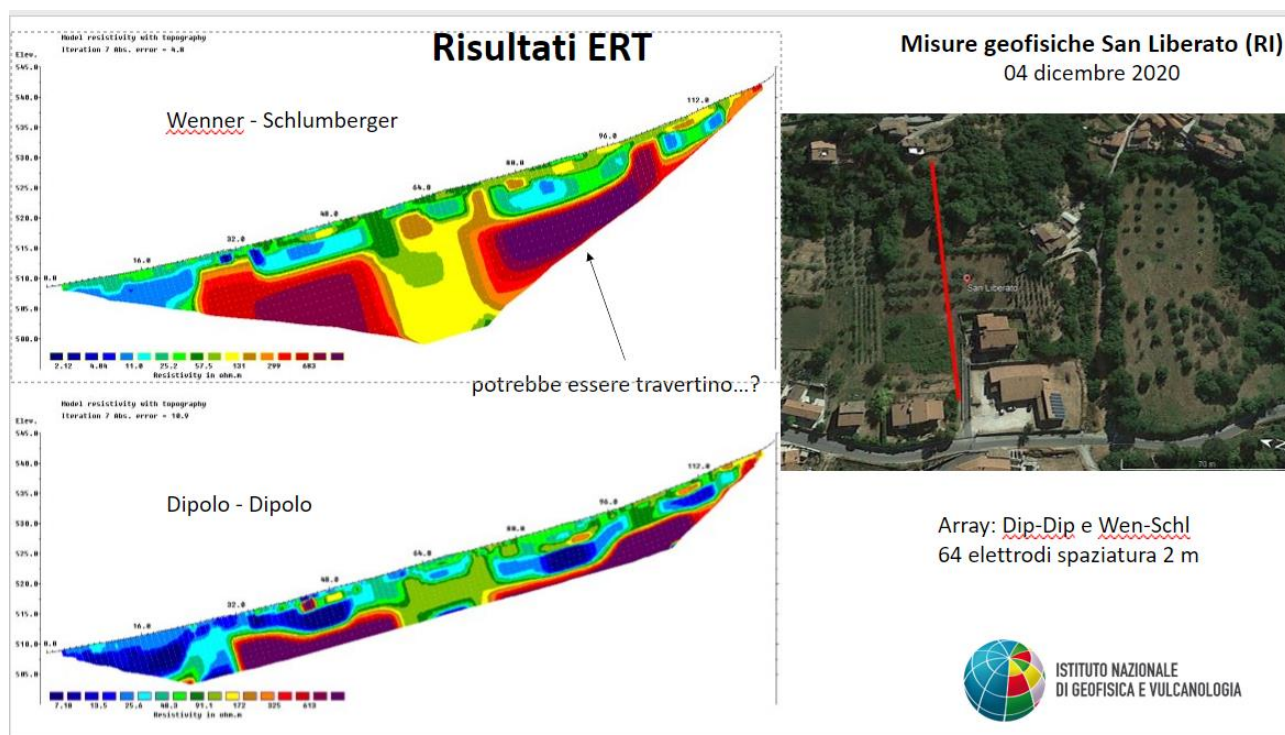 Risultati ERT
Model resistivity with topography
Iteration 7 Abs. error = 4.8
Elev.
545.0
540.0
535.0
530.0
525.0
520.0
515.0
510.0
500.0
Wenner - Schlumberger
0.0
16.0
32.0
48.0
64.0
80.0
96.0
112.0
2.12 4.84 11.0 25.2 57.5 131 299 683
Resistivity in ohm.m
potrebbe essere travertino...?
Model resistivity with topography
Iteration 7 Abs. error = 10.9
Elev.
545.0
540.0
535.0
530.0
525.0
520.0
515.0
510.0
505.0
Dipolo - Dipolo
0.0
16.0
32.0
48.0
64.0
80.0
96.0
112.0
7.18 13.5 25.6 48.3 91.1 172 325 613
Resistivity in ohm.m
Misure geofisiche San Liberato (RI)
04 dicembre 2020
San Liberato
70 m
Array: Dip-Dip e Wen-Schl
64 elettrodi spaziatura 2 m
ISTITUTO NAZIONALE
DI GEOFISICA E VULCANOLOGIA